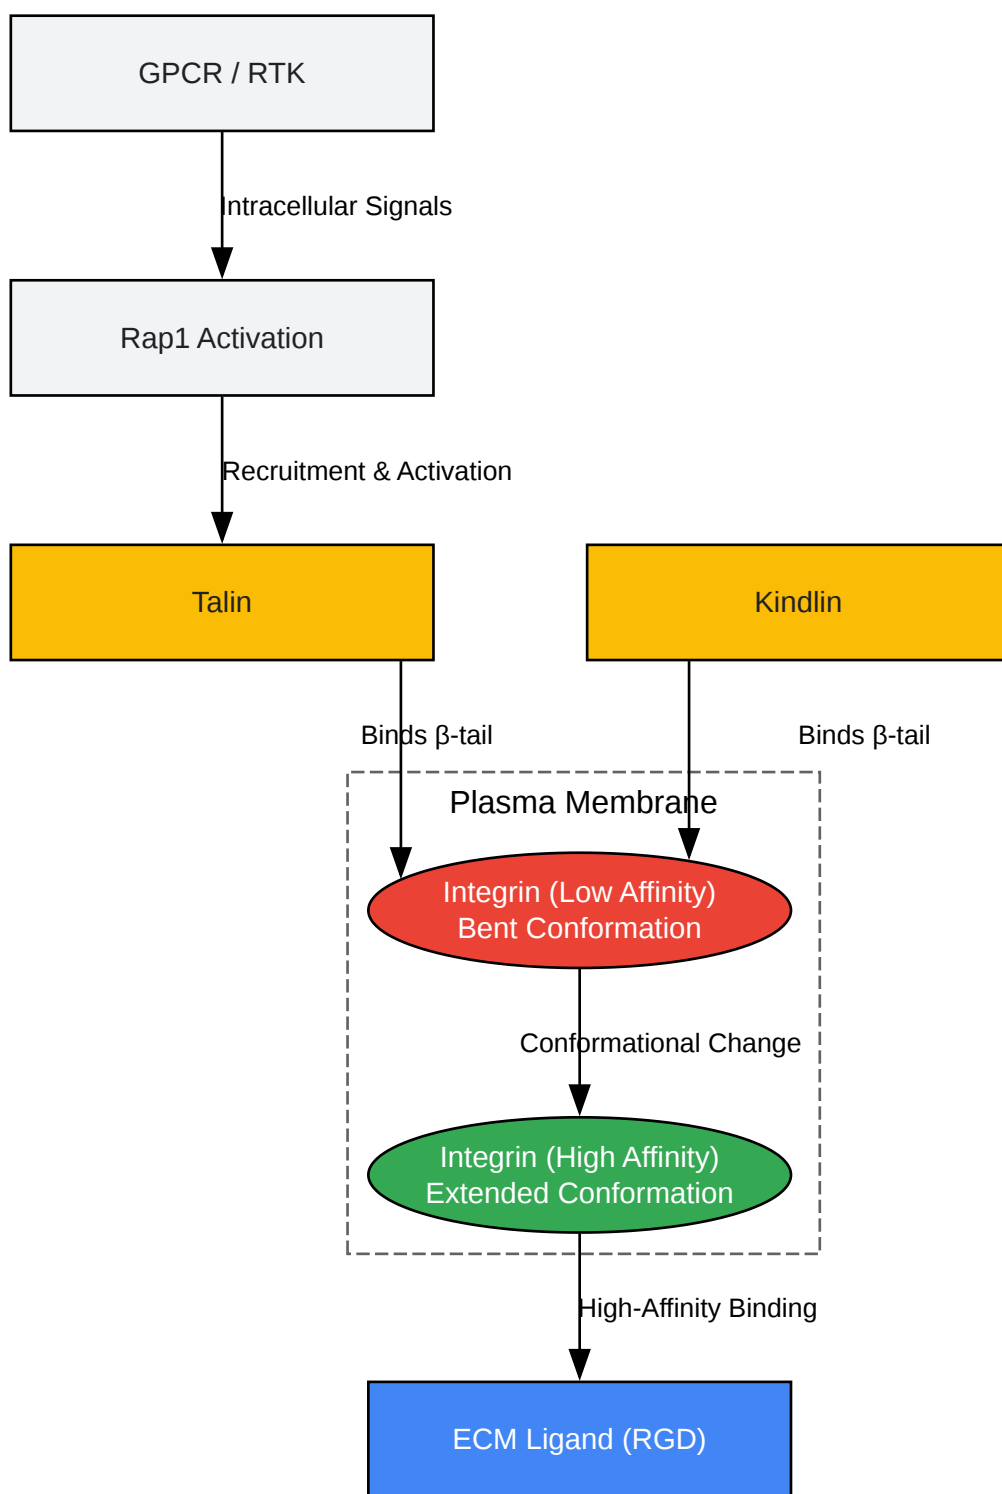 GPCR / RTK
Intracellular Signals
Rap1 Activation
Recruitment & Activation
Talin
Kindlin
Binds β-tail
Binds β-tail
Plasma Membrane
Integrin (Low Affinity)
Bent Conformation
Conformational Change
Integrin (High Affinity)
Extended Conformation
High-Affinity Binding
ECM Ligand (RGD)